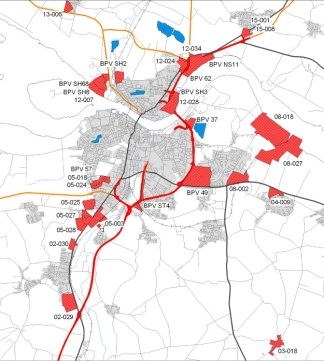 13-006
15-001
15-008
12-034
12-024
BPV NS11
BPV SH2
BPV 62
BPV SH68
BPV SH8
BPV SH3
12-007
12-028
BPV 37
08-018
08-027
BPV 57
05-018
05-024
BPV 49
08-002
04-009
05-025
BPV ST4
05-027
05-003
05-028
02-030
02-029
03-018